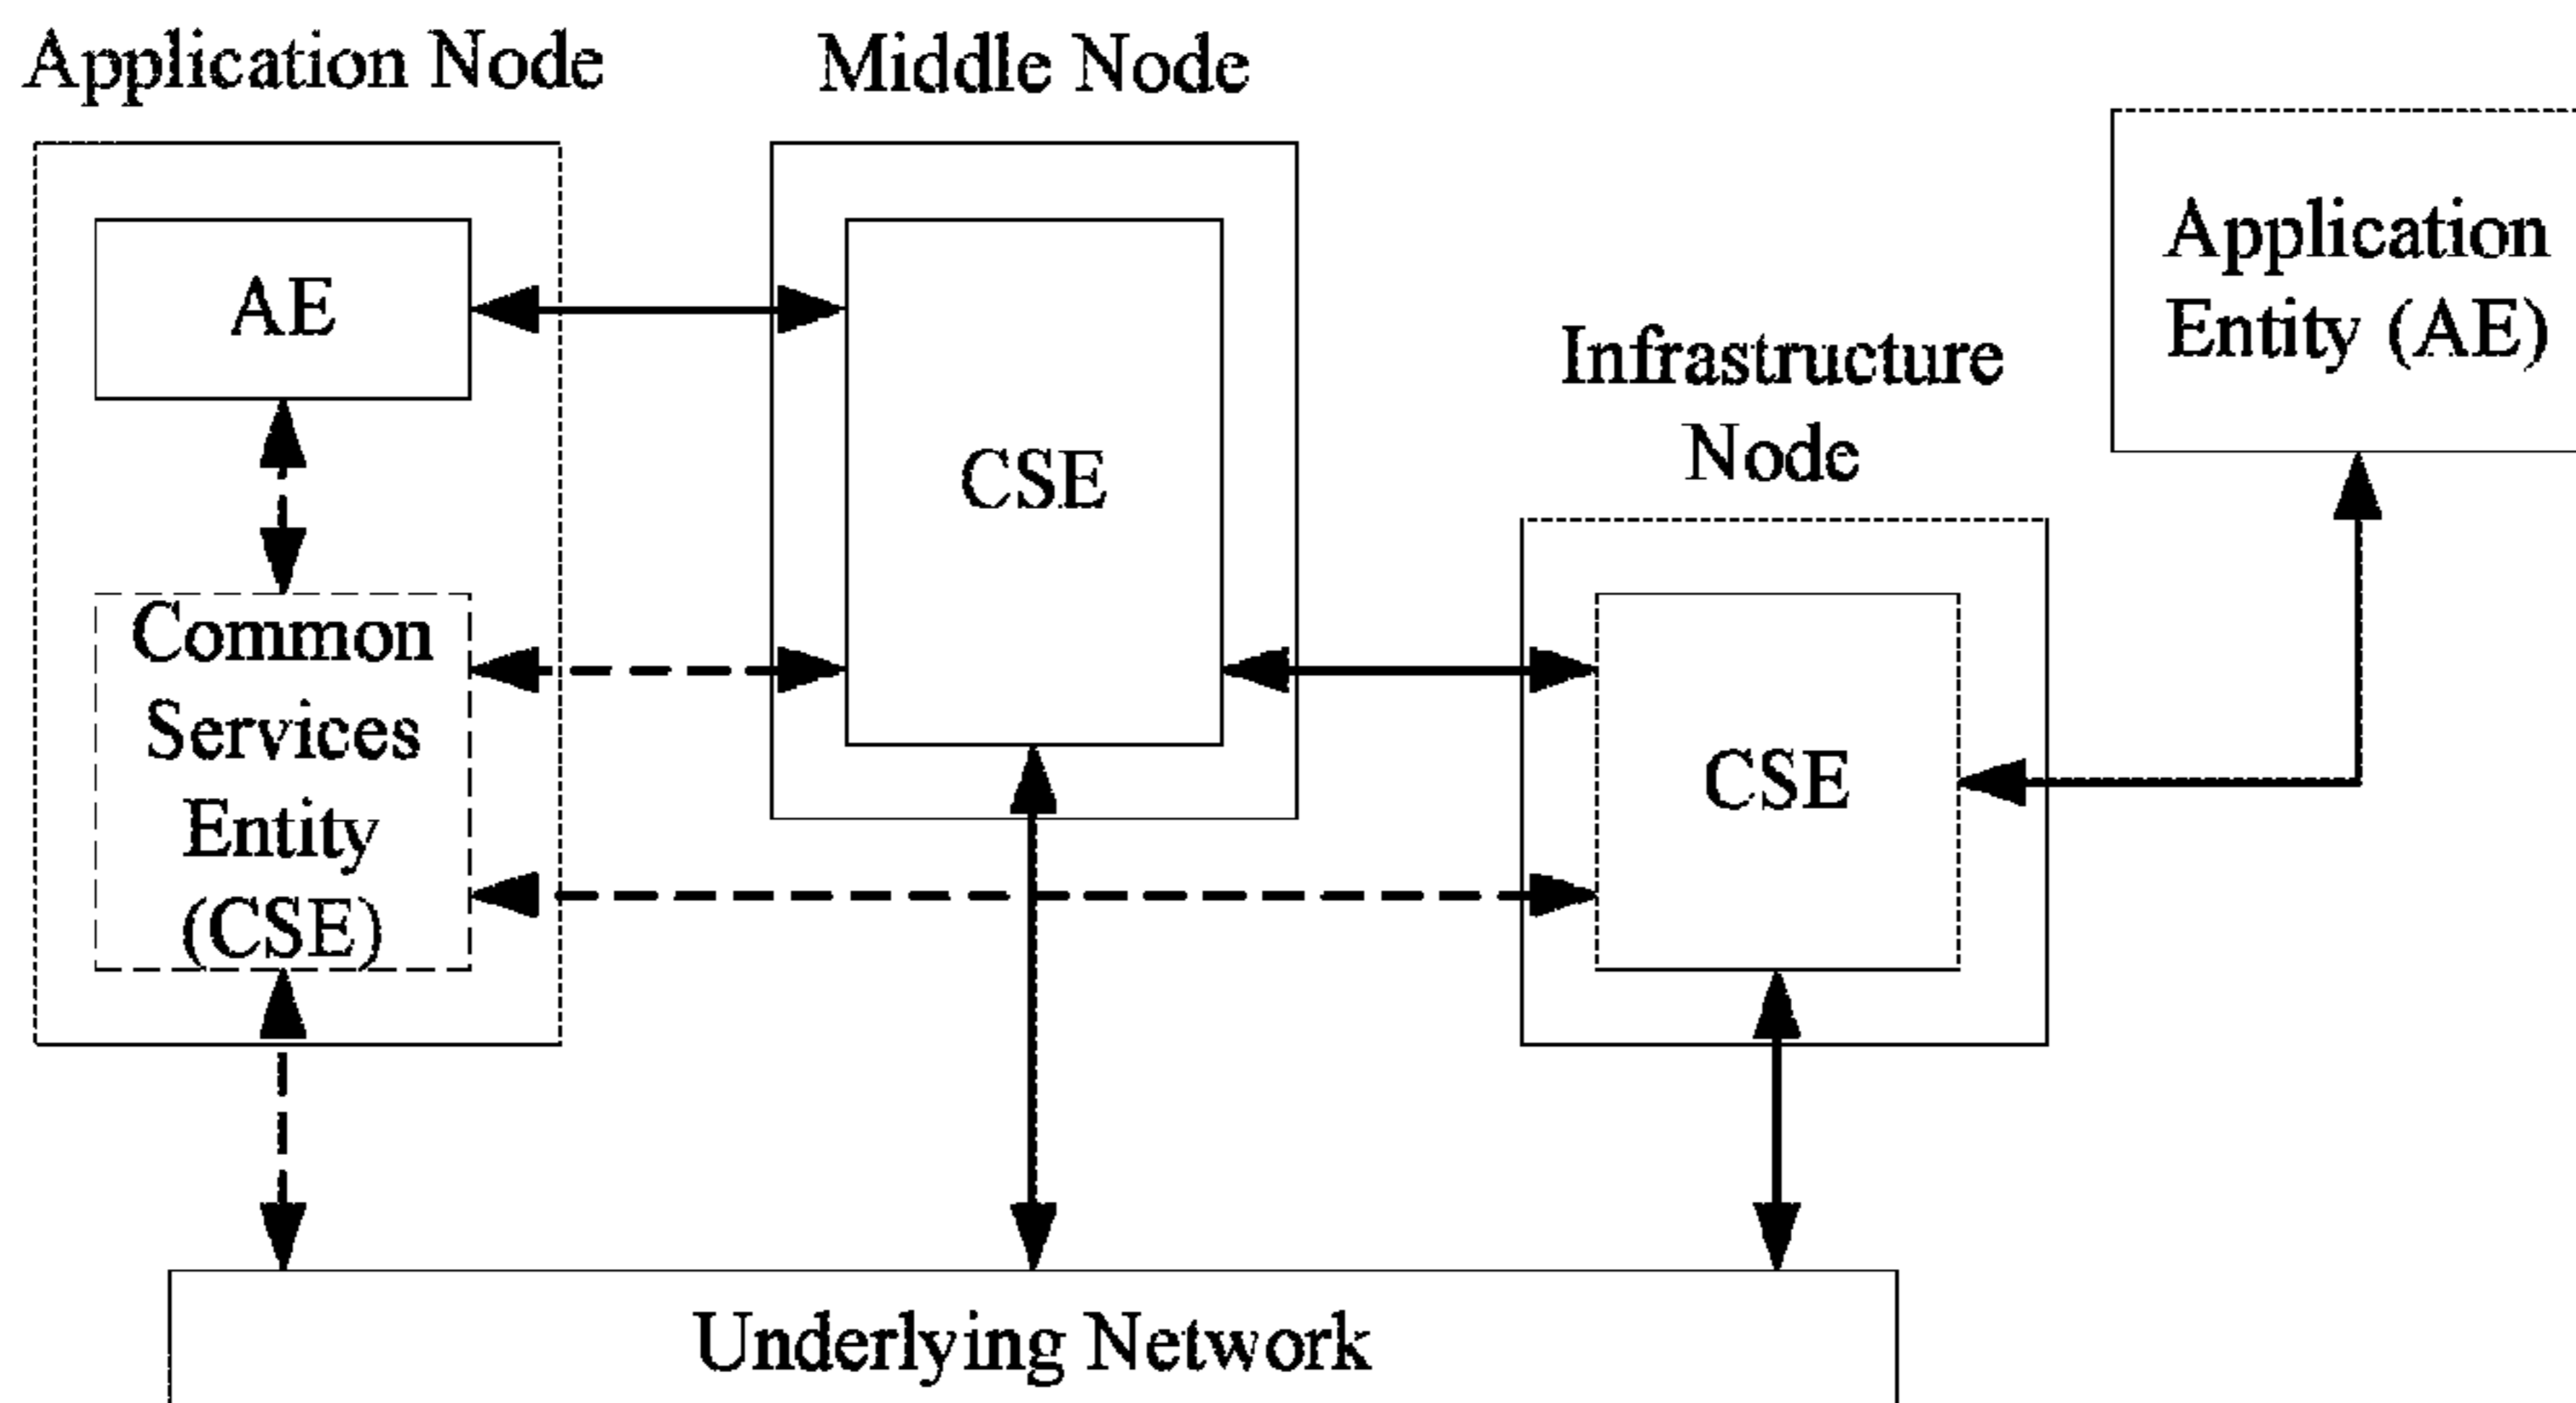 Application Node
Middle Node
Application
Entity (AE)
AE
Infrastructure
Node
CSE
Common
Services
Entity
(CSE)
CSE
Underlying Network